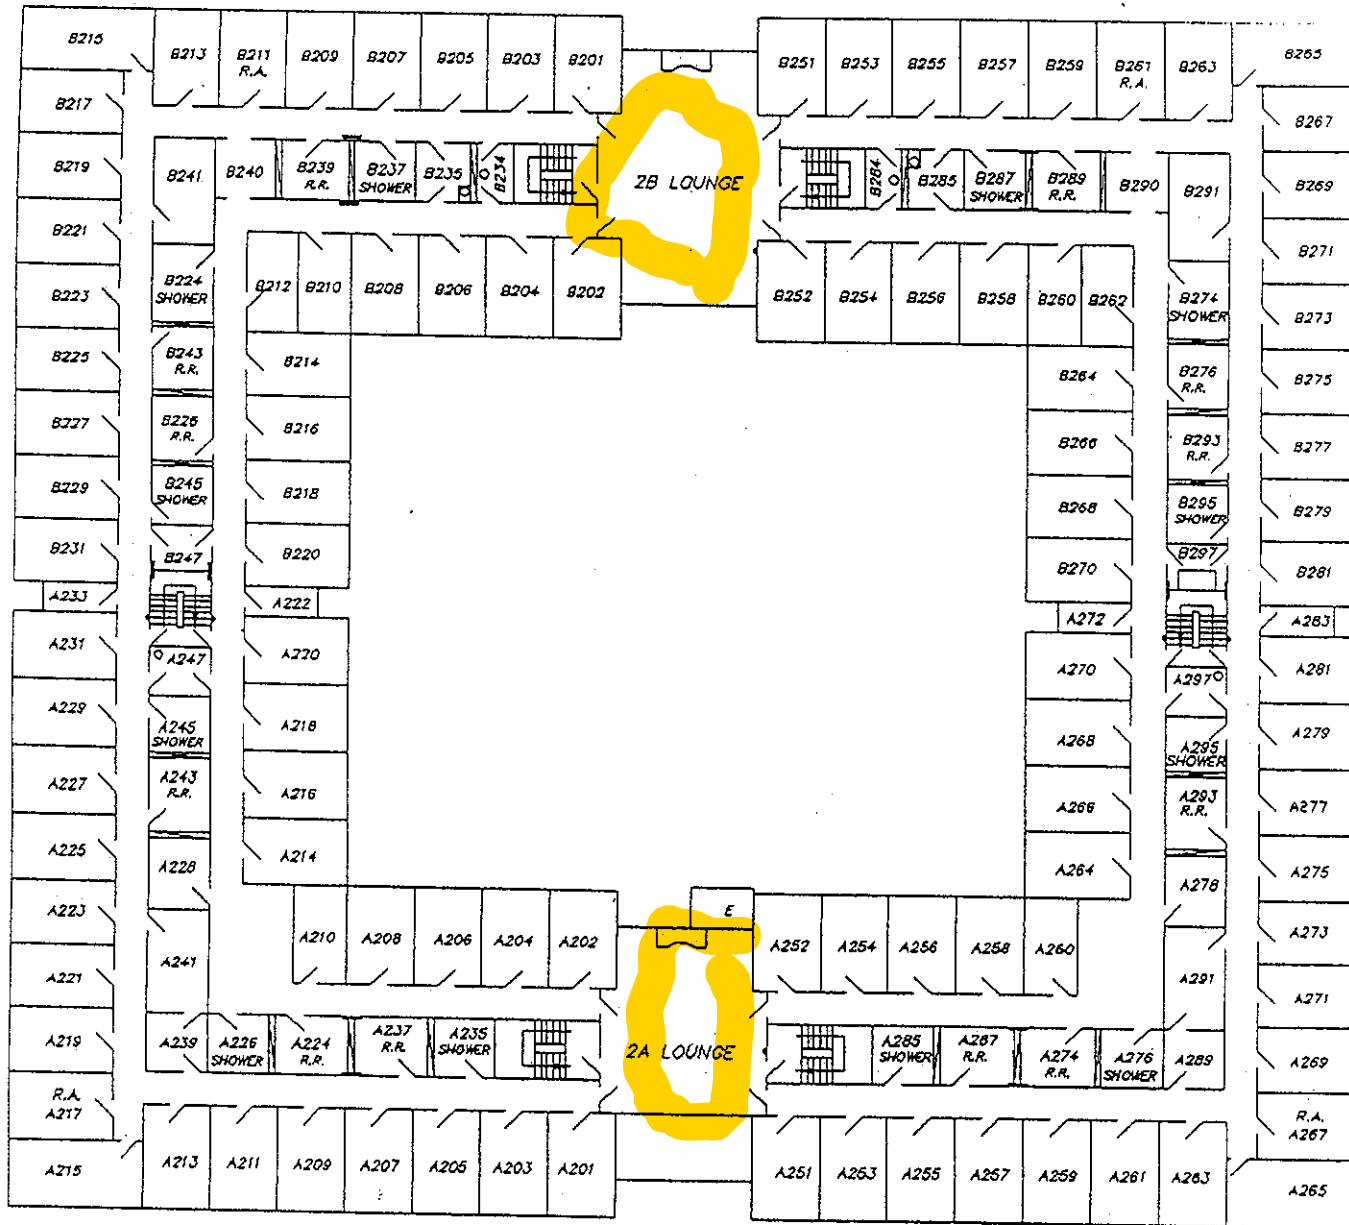 B215
B213
B211
R.A.
B209
B207
B205
B203
B201
B251
B253
B255
B257
B259
B261
R.A.
B263
B265
B217
B219
B221
B223
B225
B227
B229
B231
A233
A231
A229
A227
A225
A223
A221
A219
R.A.
A217
A215
B241
B240
B239
R.R.
B237
SHOWER
B235
B234
2B LOUNGE
B284
B285
B287
SHOWER
B289
R.R.
B290
B291
B267
B269
B271
B273
B275
B277
B279
B281
A283
A281
A279
A277
A275
A273
A271
A269
R.A.
A267
A265
B224
SHOWER
B243
R.R.
B226
R.R.
B245
SHOWER
B247
A247
A245
SHOWER
A243
R.R.
A228
A241
B212
B210
B208
B206
B204
B202
B252
B254
B256
B258
B260
B262
B214
B216
B218
B220
A222
A220
A218
A216
A214
B264
B266
B268
B270
A272
A270
A268
A266
A264
B274
SHOWER
B276
R.R.
B293
R.R.
B295
SHOWER
B297
A297
A295
SHOWER
A293
R.R.
A278
A291
A210
A208
A206
A204
A202
E
A252
A254
A256
A258
A260
A239
A226
SHOWER
A224
R.R.
A237
R.R.
A235
SHOWER
2A LOUNGE
A285
SHOWER
A287
R.R.
A274
R.R.
A276
SHOWER
A289
A213
A211
A209
A207
A205
A203
A201
A251
A253
A255
A257
A259
A261
A263